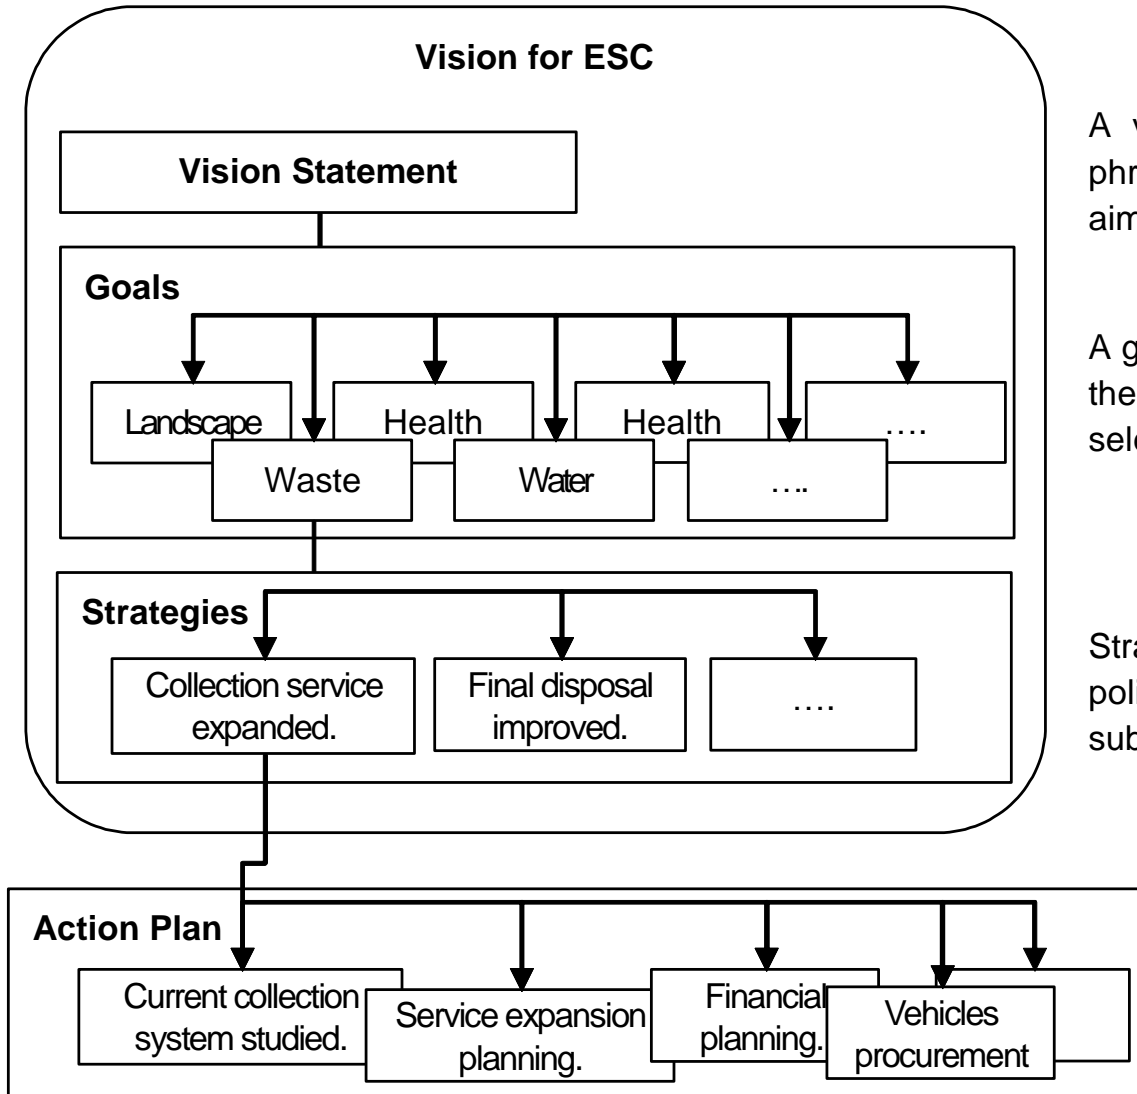 Vision for ESC
Vision Statement
A
phr
aim
Goals
A g
the
sele
Landscape
Health
Health
….
Waste
Water
….
Strategies
Stra
poli
sub
Collection service
expanded.
Final disposal
improved.
….
Action Plan
Current collection
system studied.
Service expansion
planning.
Financial
planning.
Vehicles
procurement